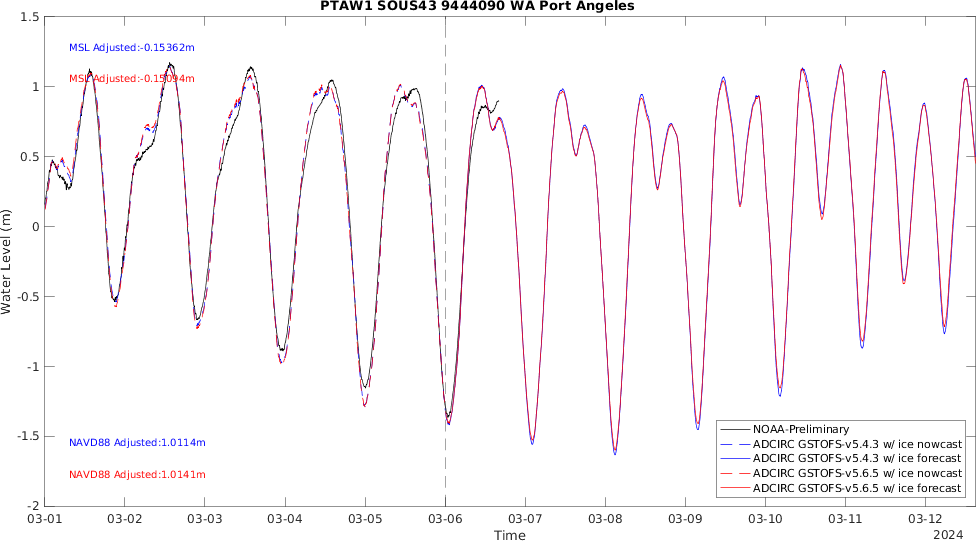 PTAW1 SOUS43 9444090 WA Port Angeles
1.5
1
0.5
0
-0.5
-1
-1.5
-2
Water Level (m)
MSL Adjusted:-0.15362m
MSL Adjusted:-0.15094m
NAVD88 Adjusted:1.0114m
NAVD88 Adjusted:1.0141m
NOAA-Preliminary
ADCIRC GSTOFS-v5.4.3 w/ ice nowcast
ADCIRC GSTOFS-v5.4.3 w/ ice forecast
ADCIRC GSTOFS-v5.6.5 w/ ice nowcast
ADCIRC GSTOFS-v5.6.5 w/ ice forecast
03-01 03-02 03-03 03-04 03-05 03-06 03-07 03-08 03-09 03-10 03-11 03-12
Time
2024